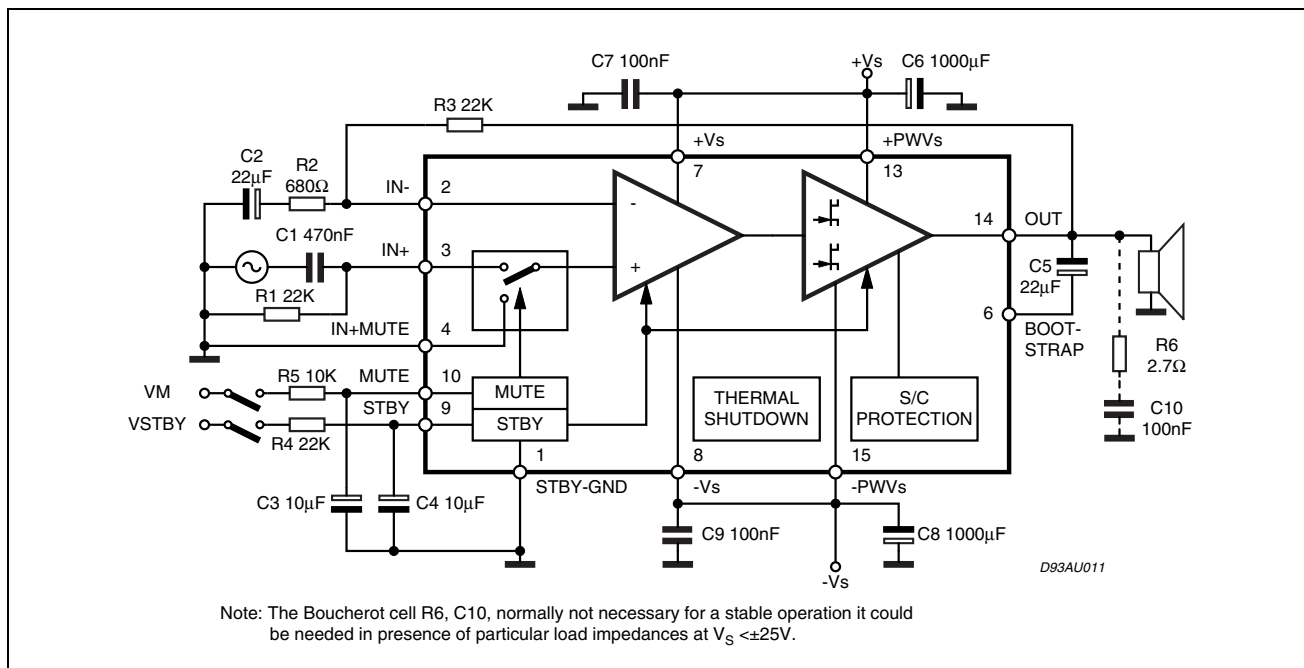 C7 100nF
+Vs
C6 1000μF
R3 22K
+Vs
+PWVs
C2
22μF
R2
680Ω
IN-
2
7
13
-
14
OUT
C1 470nF
IN+
3
+
C5
22μF
R1 22K
IN+MUTE
4
6
BOOT-
STRAP
R6
2.7Ω
VM
R5 10K
MUTE
10
MUTE
THERMAL
SHUTDOWN
S/C
PROTECTION
VSTBY
R4 22K
STBY
9
STBY
C10
100nF
1
8
15
STBY-GND
-Vs
-PWVs
C3 10μF
C4 10μF
C9 100nF
C8 1000μF
-Vs
D93AU011
Note: The Boucherot cell R6, C10, normally not necessary for a stable operation it could
be needed in presence of particular load impedances at VS <±25V.